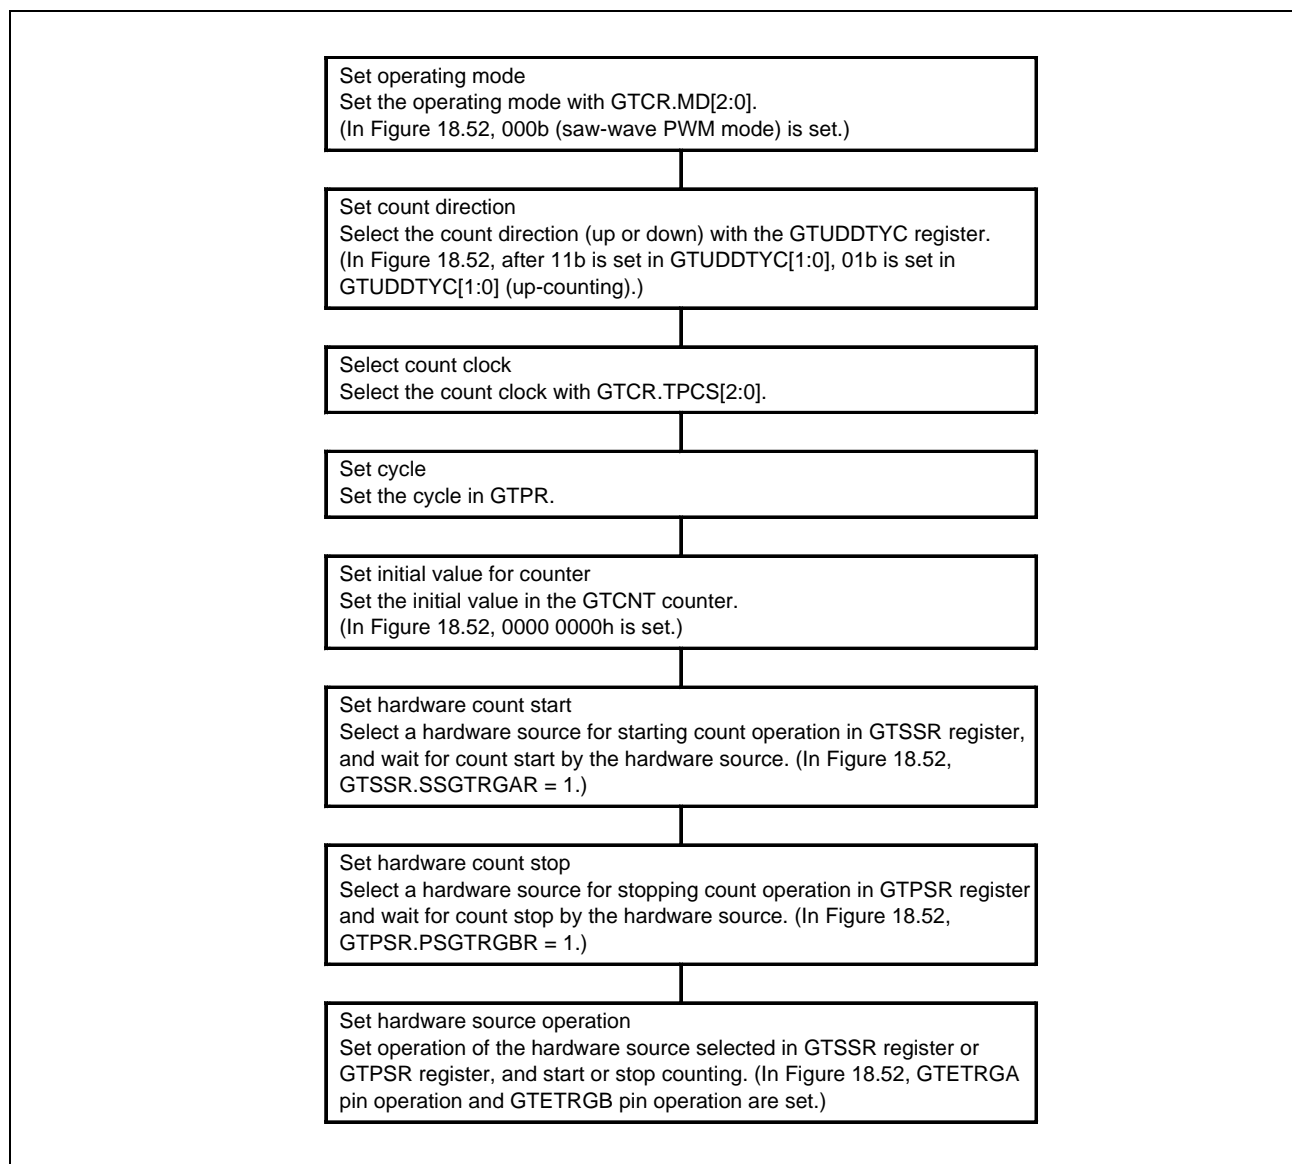 Set operating mode
Set the operating mode with GTCR.MD[2:0].
(In Figure 18.52, 000b (saw-wave PWM mode) is set.)
Set count direction
Select the count direction (up or down) with the GTUDDTYC register.
(In Figure 18.52, after 11b is set in GTUDDTYC[1:0], 01b is set in
GTUDDTYC[1:0] (up-counting).)
Select count clock
Select the count clock with GTCR.TPCS[2:0].
Set cycle
Set the cycle in GTPR.
Set initial value for counter
Set the initial value in the GTCNT counter.
(In Figure 18.52, 0000 0000h is set.)
Set hardware count start
Select a hardware source for starting count operation in GTSSR register,
and wait for count start by the hardware source. (In Figure 18.52,
GTSSR.SSGTRGAR = 1.)
Set hardware count stop
Select a hardware source for stopping count operation in GTPSR register
and wait for count stop by the hardware source. (In Figure 18.52,
GTPSR.PSGTRGBR = 1.)
Set hardware source operation
Set operation of the hardware source selected in GTSSR register or
GTPSR register, and start or stop counting. (In Figure 18.52, GTETRGA
pin operation and GTETRGB pin operation are set.)